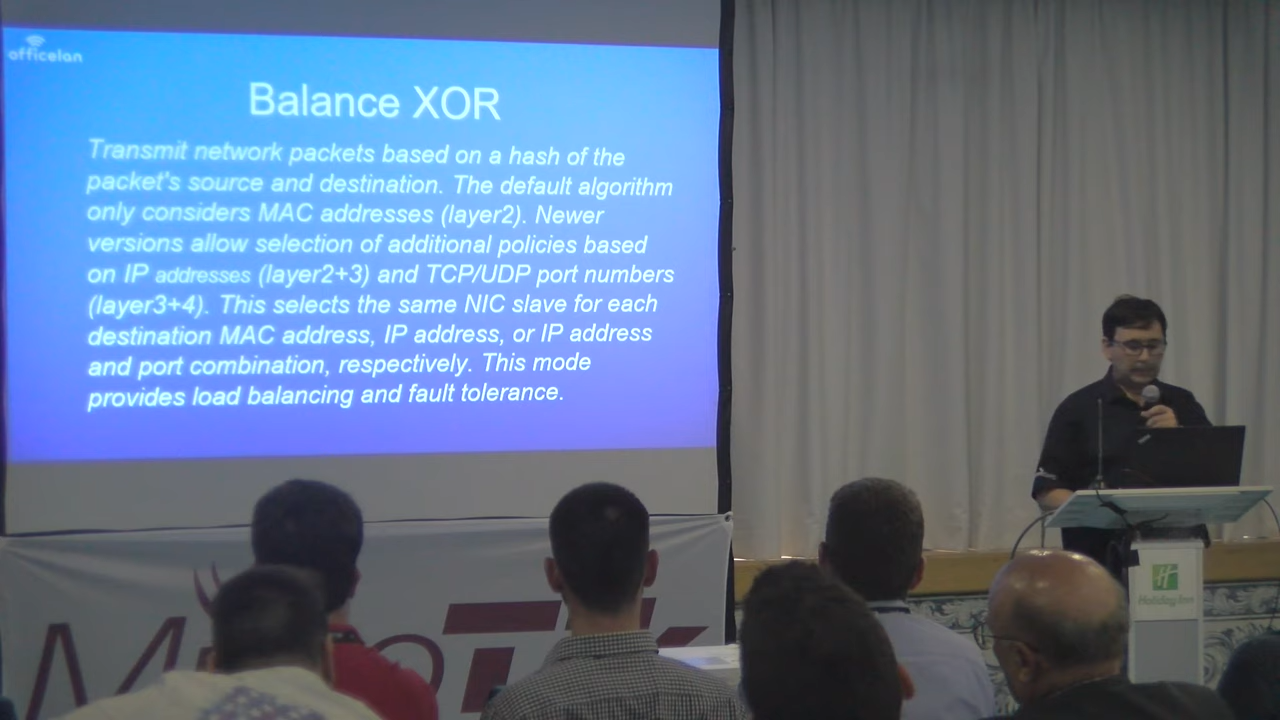 officelan
Balance XOR
Transmit network packets based on a hash of the
packet's source and destination. The default algorithm
only considers MAC addresses (layer2). Newer
versions allow selection of additional policies based
on IP addresses (layer2+3) and TCP/UDP port numbers
(layer3+4). This selects the same NIC slave for each
destination MAC address, IP address, or IP address
and port combination, respectively. This mode
provides load balancing and fault tolerance.
H
Holiday Inn